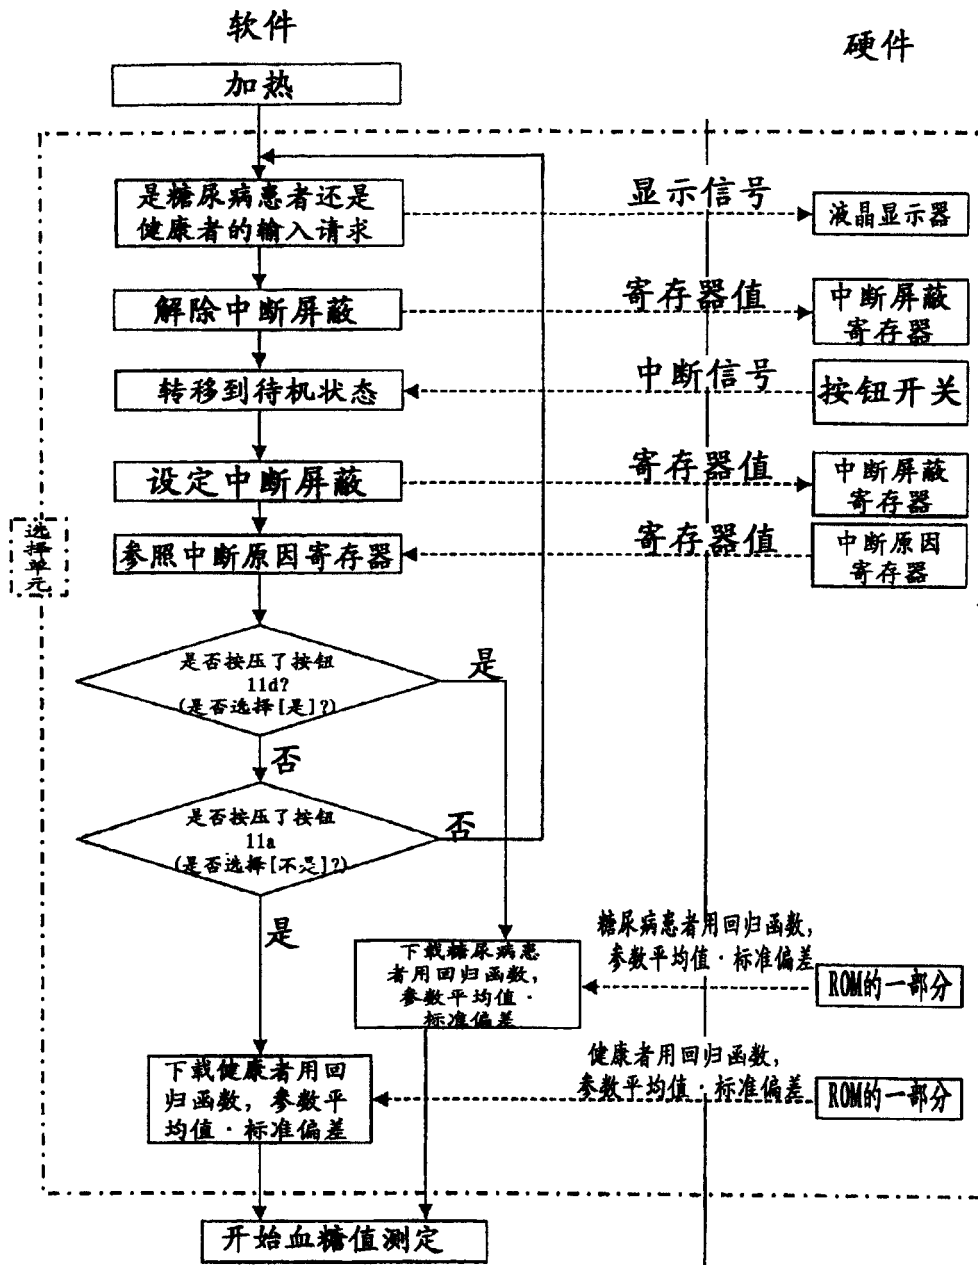 软件
硬件
加热
是糖尿病患者还是
健康者的输入请求
显示信号
液晶显示器
解除中断屏蔽
寄存器值
中断屏蔽
寄存器
转移到待机状态
中断信号
按钮开关
设定中断屏蔽
寄存器值
中断屏蔽
寄存器
选择单元
参照中断原因寄存器
寄存器值
中断原因
寄存器
是否按压了按钮
11d?
(是否选择[是]?)
是
否
是否按压了按钮
11a
(是否选择[不是]?)
否
是
下载糖尿病患
者用回归函数,
参数平均值·
标准偏差
糖尿病患者用回归函数,
参数平均值·标准偏差
ROM的一部分
下载健康者用回
归函数, 参数平
均值·标准偏差
健康者用回归函数,
参数平均值·标准偏差
ROM的一部分
开始血糖值测定